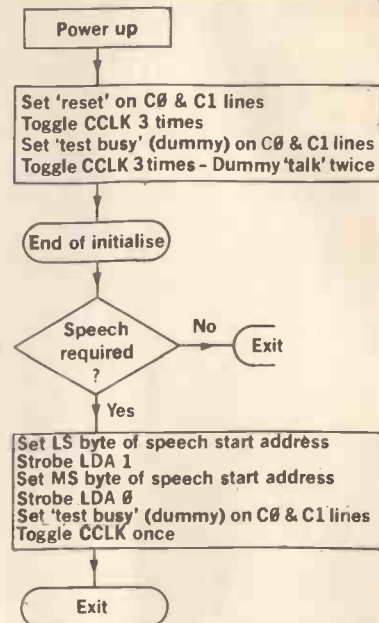 Power up
Set 'reset' on CØ & C1 lines
Toggle CCLK 3 times
Set 'test busy' (dummy) on CØ & C1 lines
Toggle CCLK 3 times - Dummy 'talk' twice
End of initialise
Speech
required
?
No
Exit
Yes
Set LS byte of speech start address
Strobe LDA 1
Set MS byte of speech start address
Strobe LDA Ø
Set 'test busy' (dummy) on CØ & C1 lines
Toggle CCLK once
Exit